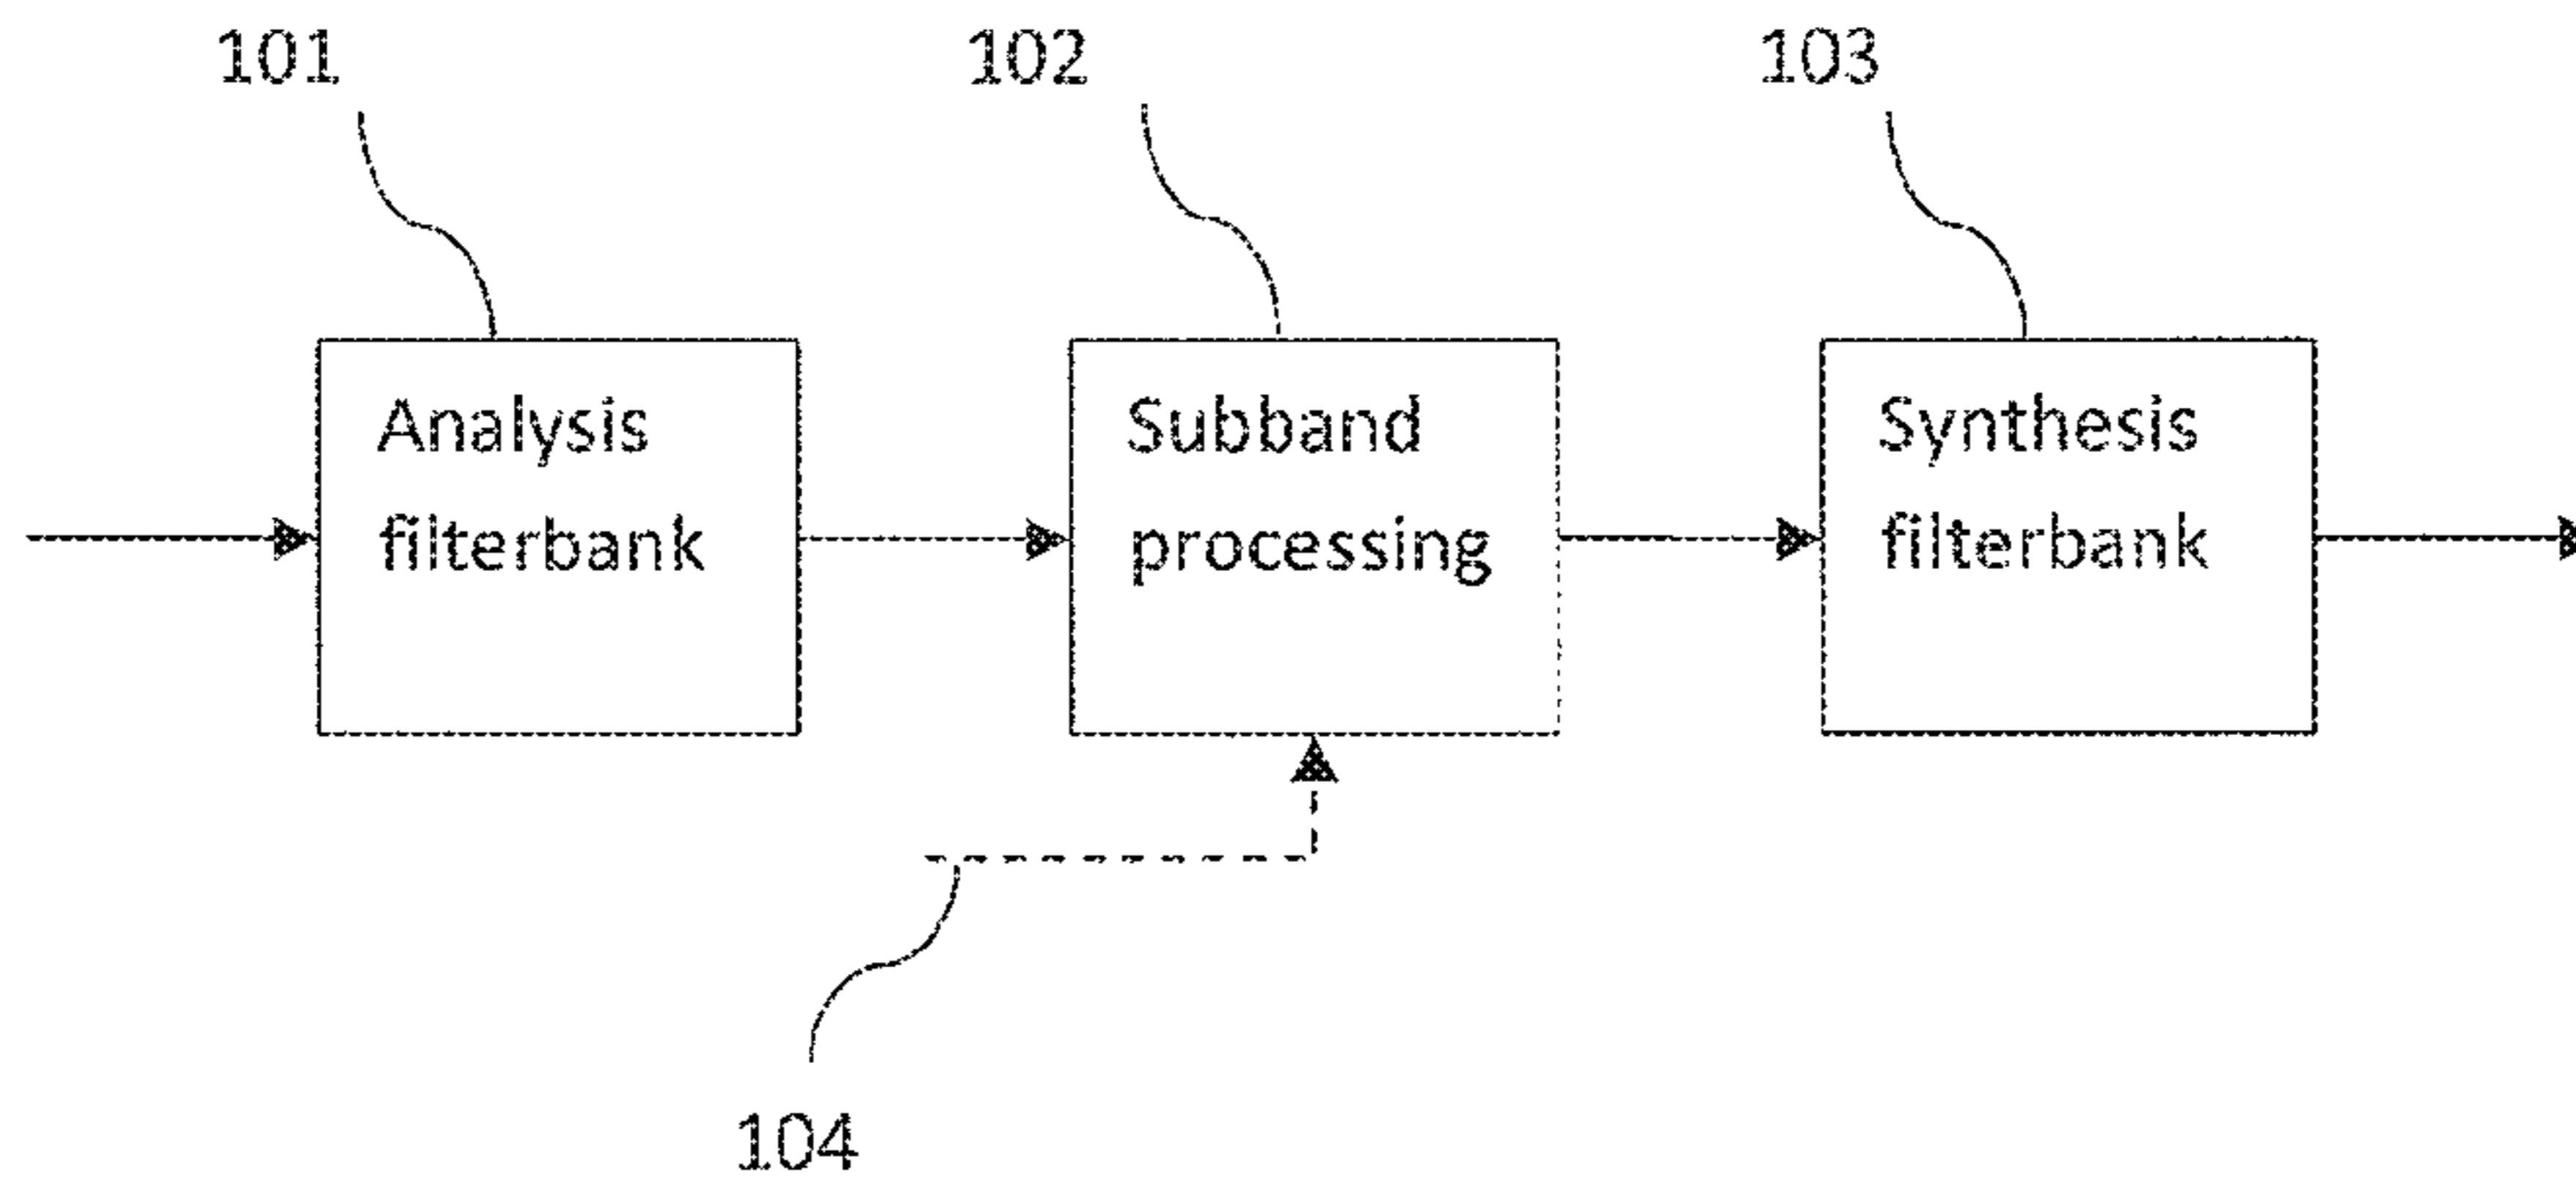 101
102
103
Analysis
filterbank
Subband
processing
Synthesis
filterbank
104